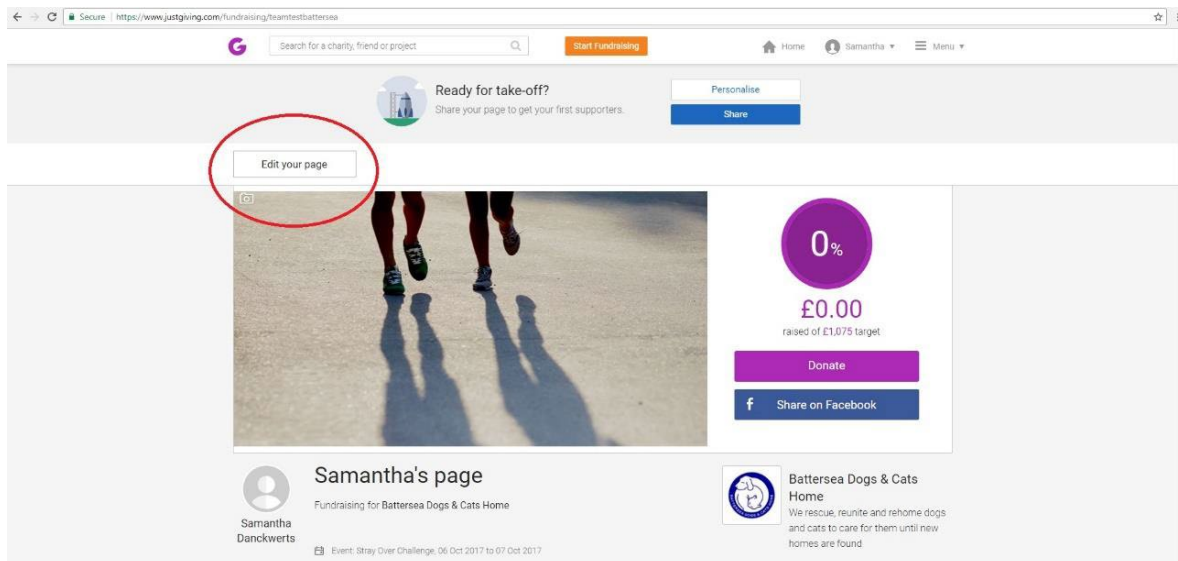 Secure | https://www.justgiving.com/fundraising/teamtestbattersea
G Search for a charity, friend or project Start Fundraising Home Samantha Menu
Ready for take-off?
Share your page to get your first supporters.
Personalise
Share
Edit your page
0%
£0.00
raised of £1,075 target
Donate
f Share on Facebook
Samantha Danckwerts
Samantha's page
Fundraising for Battersea Dogs & Cats Home
Event: Stray Over Challenge, 06 Oct 2017 to 07 Oct 2017
Battersea Dogs & Cats
Home
We rescue, reunite and rehome dogs
and cats to care for them until new
homes are found